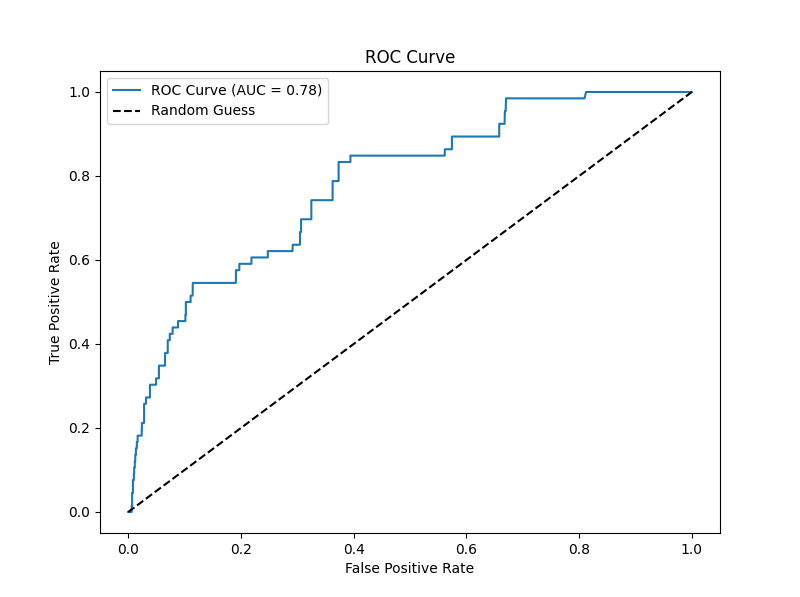 ROC Curve
ROC Curve (AUC = 0.78)
Random Guess
True Positive Rate
1.0
0.8
0.6
0.4
0.2
0.0
0.0 0.2 0.4 0.6 0.8 1.0
False Positive Rate